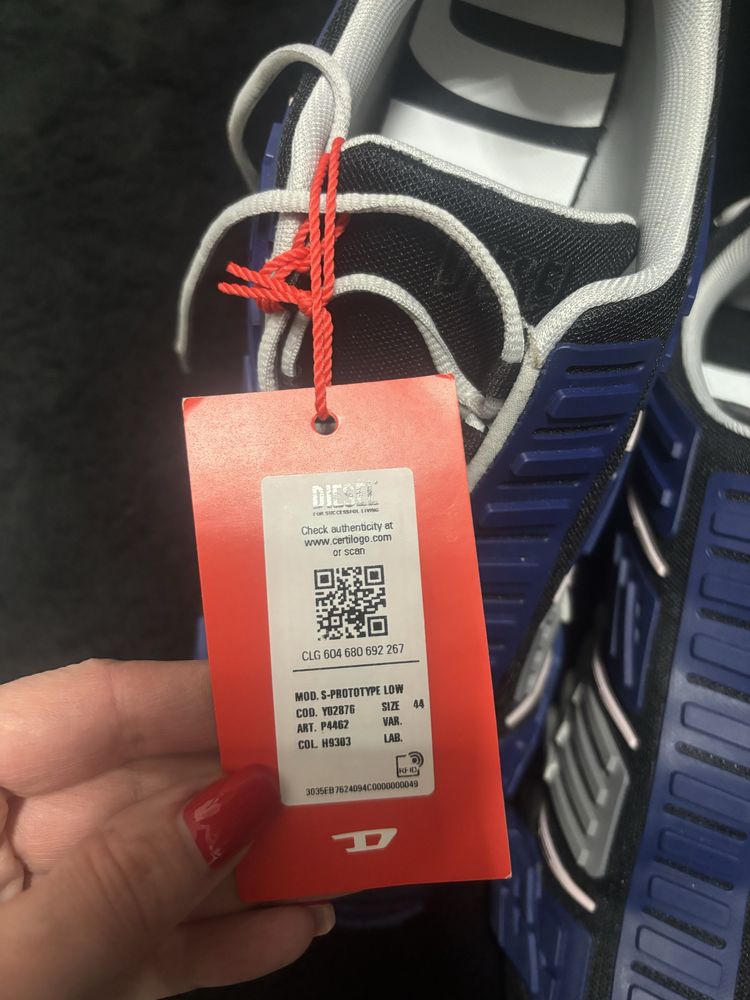 DIESEL
DIESEL
FOR SUCCESSFUL LIVING
Check authenticity at
www.certilogo.com
or scan
CLG 604 680 692 267
MOD. S-PROTOTYPE LOW
COD. Y02876 SIZE 44
ART. P4462 VAR.
COL. H9303 LAB.
RFID
3035EB7624094C0000000049
D